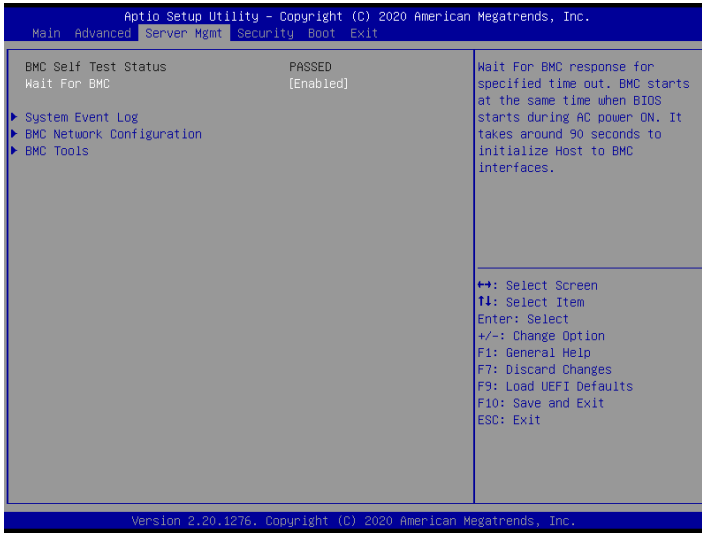 Aptio Setup Utility – Copyright (C) 2020 American Megatrends, Inc.
Main Advanced Server Mgmt Security Boot Exit
BMC Self Test Status PASSED
Wait For BMC [Enabled]
▶ System Event Log
▶ BMC Network Configuration
▶ BMC Tools
Wait For BMC response for
specified time out. BMC starts
at the same time when BIOS
starts during AC power ON. It
takes around 90 seconds to
initialize Host to BMC
interfaces.
↔: Select Screen
↑↓: Select Item
Enter: Select
+/-: Change Option
F1: General Help
F7: Discard Changes
F9: Load UEFI Defaults
F10: Save and Exit
ESC: Exit
Version 2.20.1276. Copyright (C) 2020 American Megatrends, Inc.